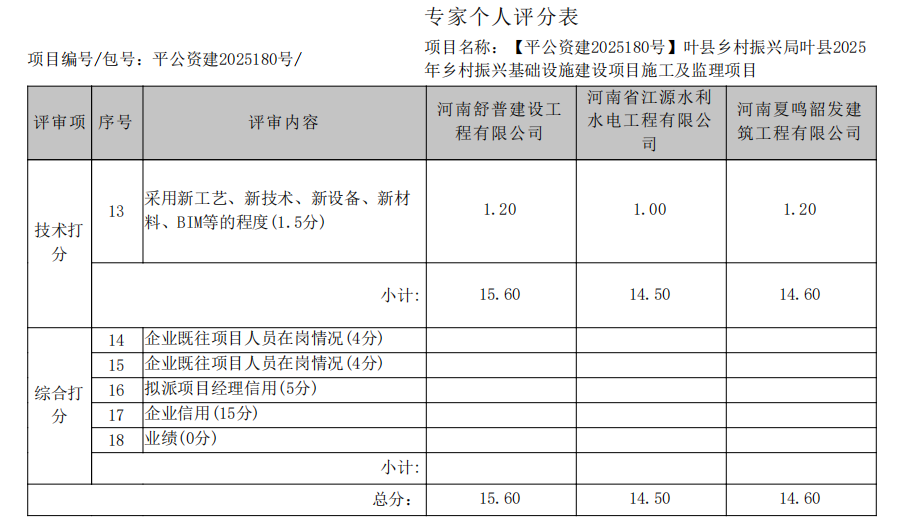 专家个人评分表
项目编号/包号: 平公资建2025180号/
项目名称: 【平公资建2025180号】叶县乡村振兴局叶县2025
年乡村振兴基础设施建设项目施工及监理项目
评审项 序号 评审内容 河南舒普建设工程有限公司 河南省江源水利水电工程有限公司 河南夏鸣韶发建筑工程有限公司
技术打分
13 采用新工艺、新技术、新设备、新材
料、BIM等的程度(1.5分) 1.20 1.00 1.20
小计: 15.60 14.50 14.60
综合打分
14 企业既往项目人员在岗情况(4分)
15 企业既往项目人员在岗情况(4分)
16 拟派项目经理信用(5分)
17 企业信用(15分)
18 业绩(0分)
小计:
总分: 15.60 14.50 14.60